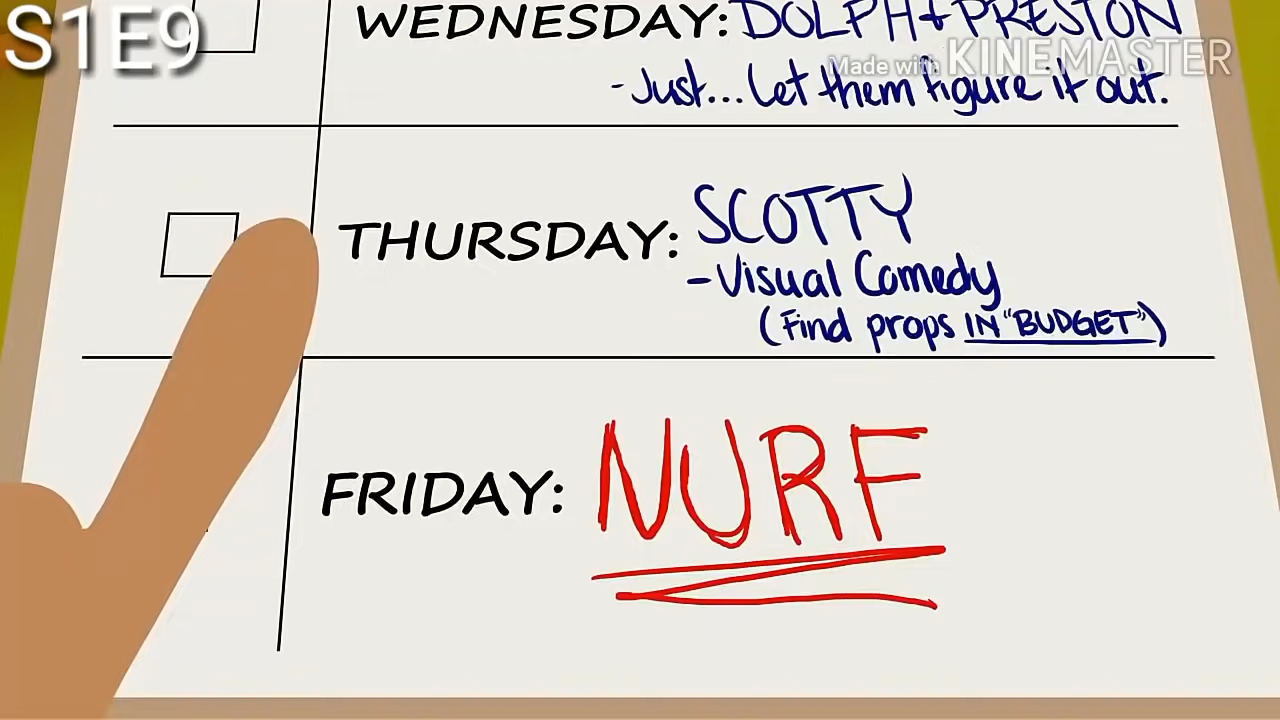 S1E9
WEDNESDAY: DOLPH + PRESTON
Made with KINEMASTER
-Just... Let them figure it out.
THURSDAY: SCOTTY
-Visual Comedy
(Find props IN "BUDGET")
FRIDAY: NURF